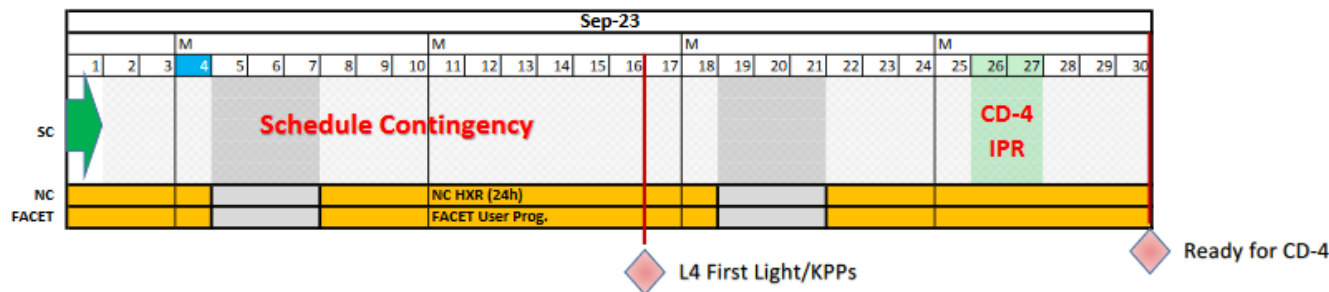 Sep-23
M M M M
1 2 3 4 5 6 7 8 9 10 11 12 13 14 15 16 17 18 19 20 21 22 23 24 25 26 27 28 29 30
SC
Schedule Contingency
CD-4
IPR
NC NC HXR (24h)
FACET FACET User Prog.
L4 First Light/KPPs
Ready for CD-4